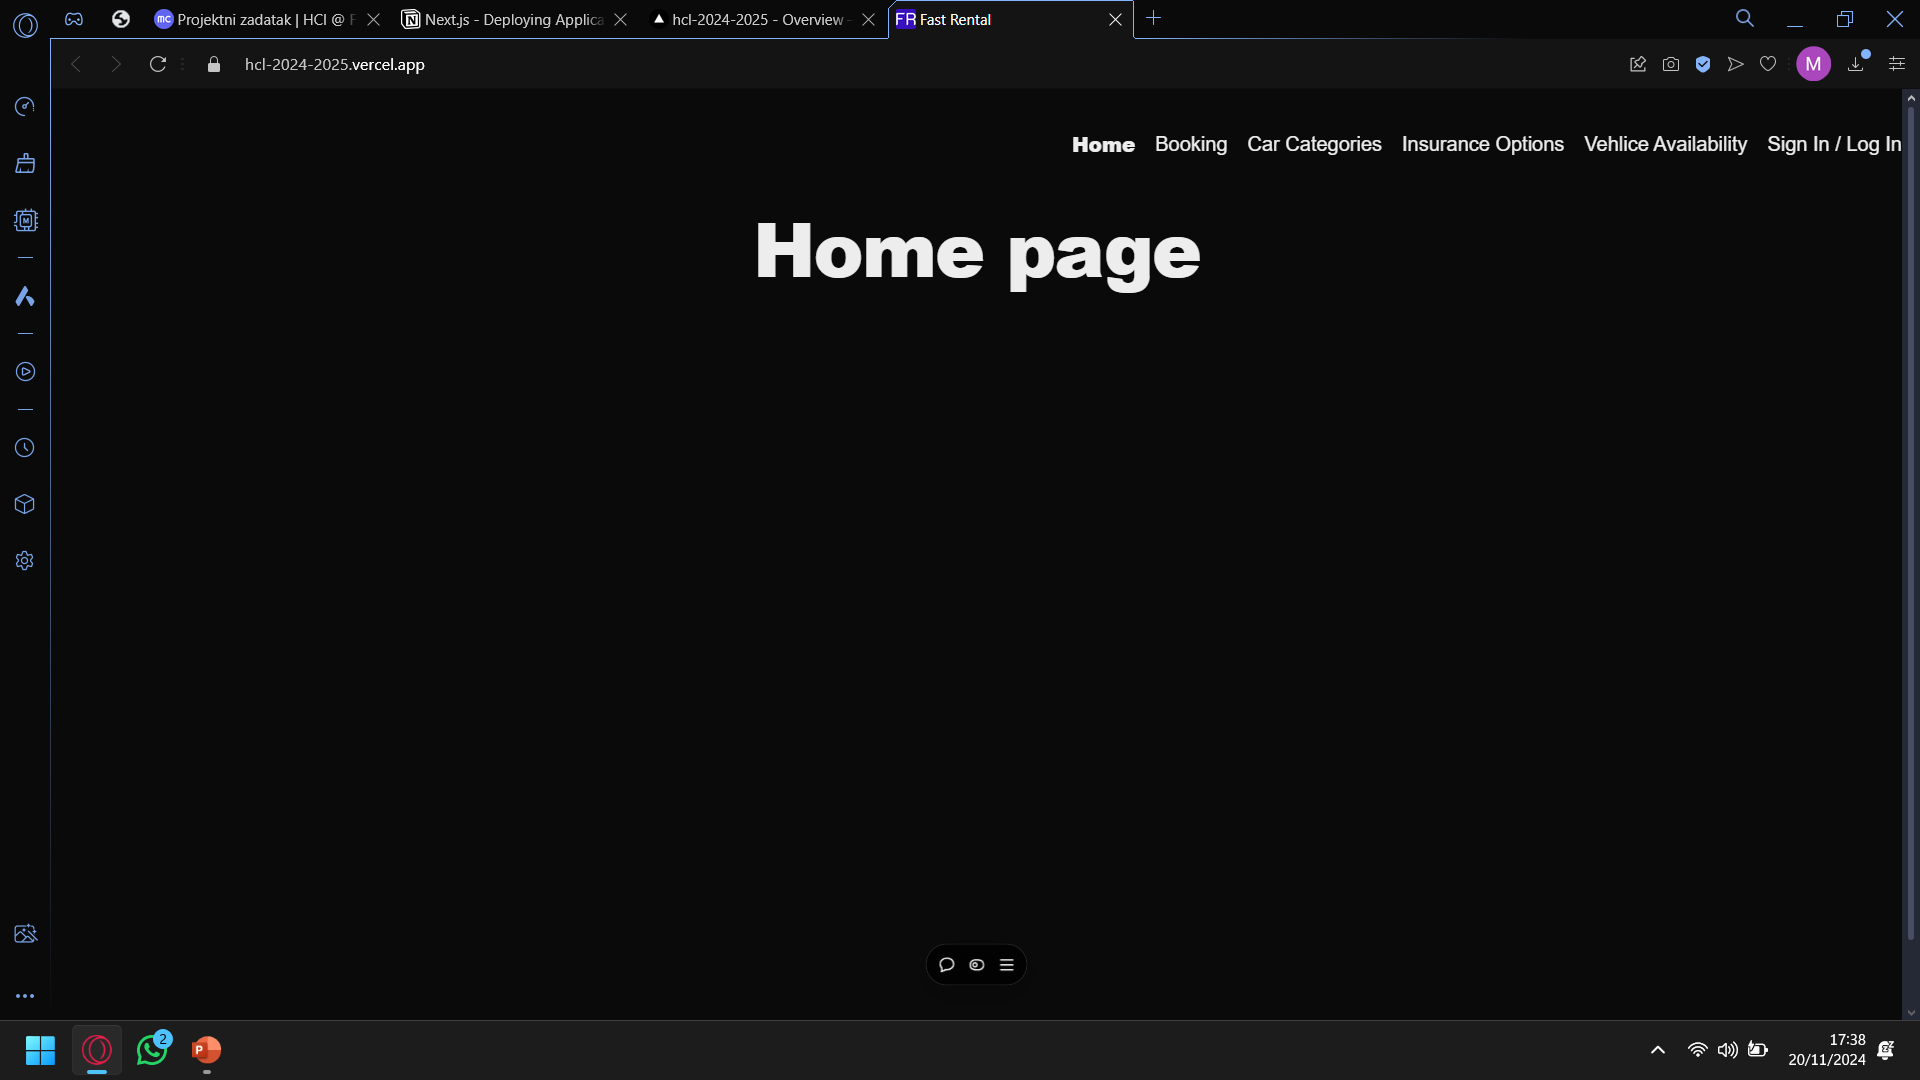 mc Projektni zadatak | HCI @ F
Next.js - Deploying Applica
hcl-2024-2025 - Overview -
FR Fast Rental
hcl-2024-2025.vercel.app
M
Home Booking Car Categories Insurance Options Vehlice Availability Sign In / Log In
Home page
2
P
17:38
20/11/2024